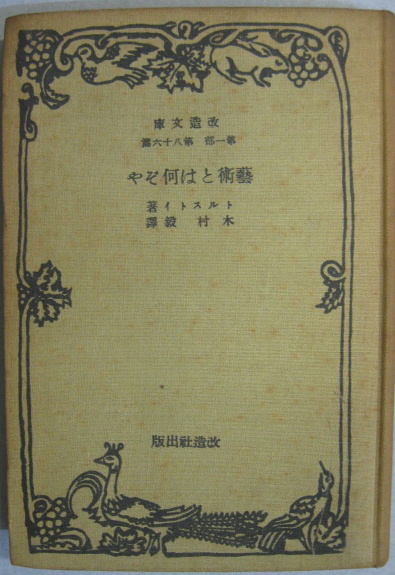 改造文庫
第一部 第八十六篇
藝術とは何ぞや
トルストイ著
木村毅譯
改造社出版